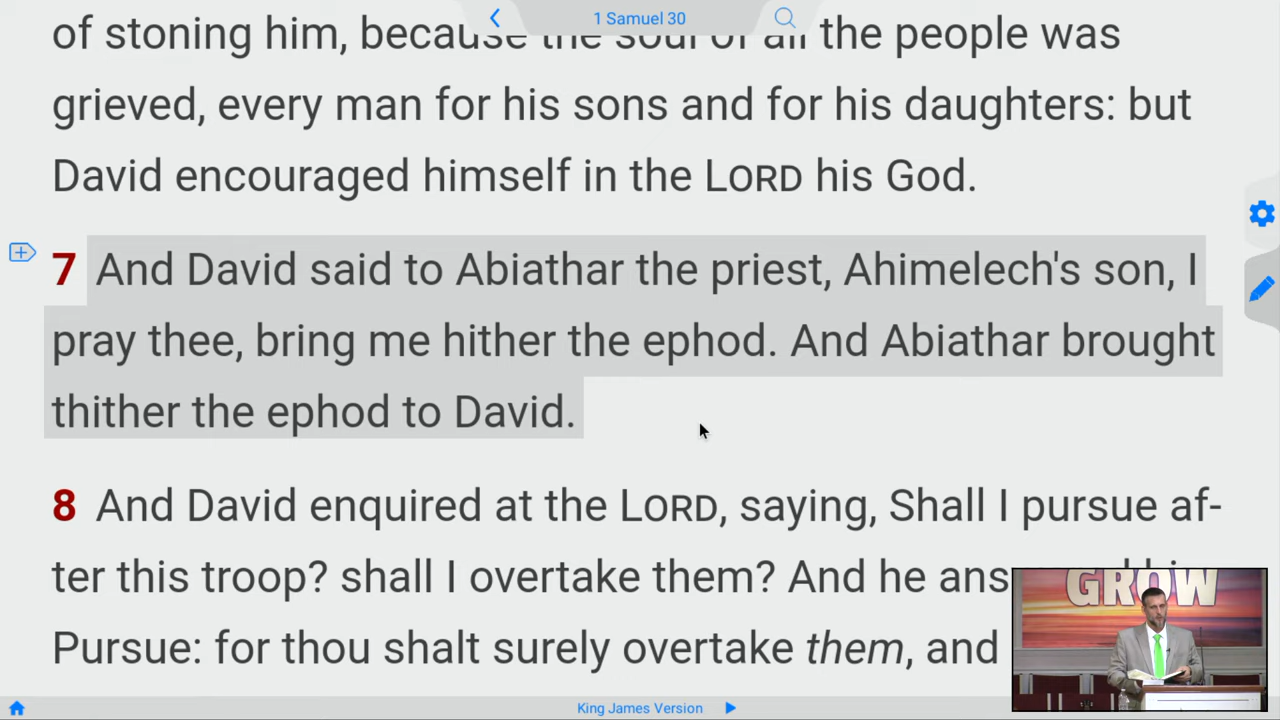 1 Samuel 30
of stoning him, because the soul of all the people was
grieved, every man for his sons and for his daughters: but
David encouraged himself in the LORD his God.
7 And David said to Abiathar the priest, Ahimelech's son, I
pray thee, bring me hither the ephod. And Abiathar brought
thither the ephod to David.
8 And David enquired at the LORD, saying, Shall I pursue af-
ter this troop? shall I overtake them? And he ans
Pursue: for thou shalt surely overtake them, and
GROW
King James Version